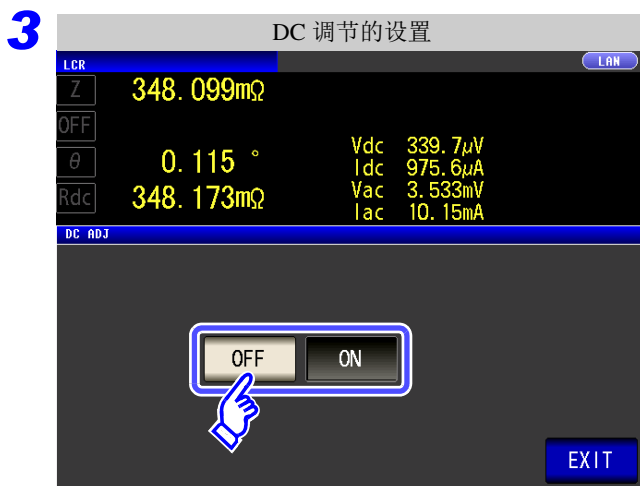 3
DC 调节的设置
LCR LAN
Z 348.099mΩ
OFF
θ 0.115 °
Rdc 348.173mΩ
Vdc 339.7μV
Idc 975.6μA
Vac 3.533mV
Iac 10.15mA
DC ADJ
OFF ON
EXIT